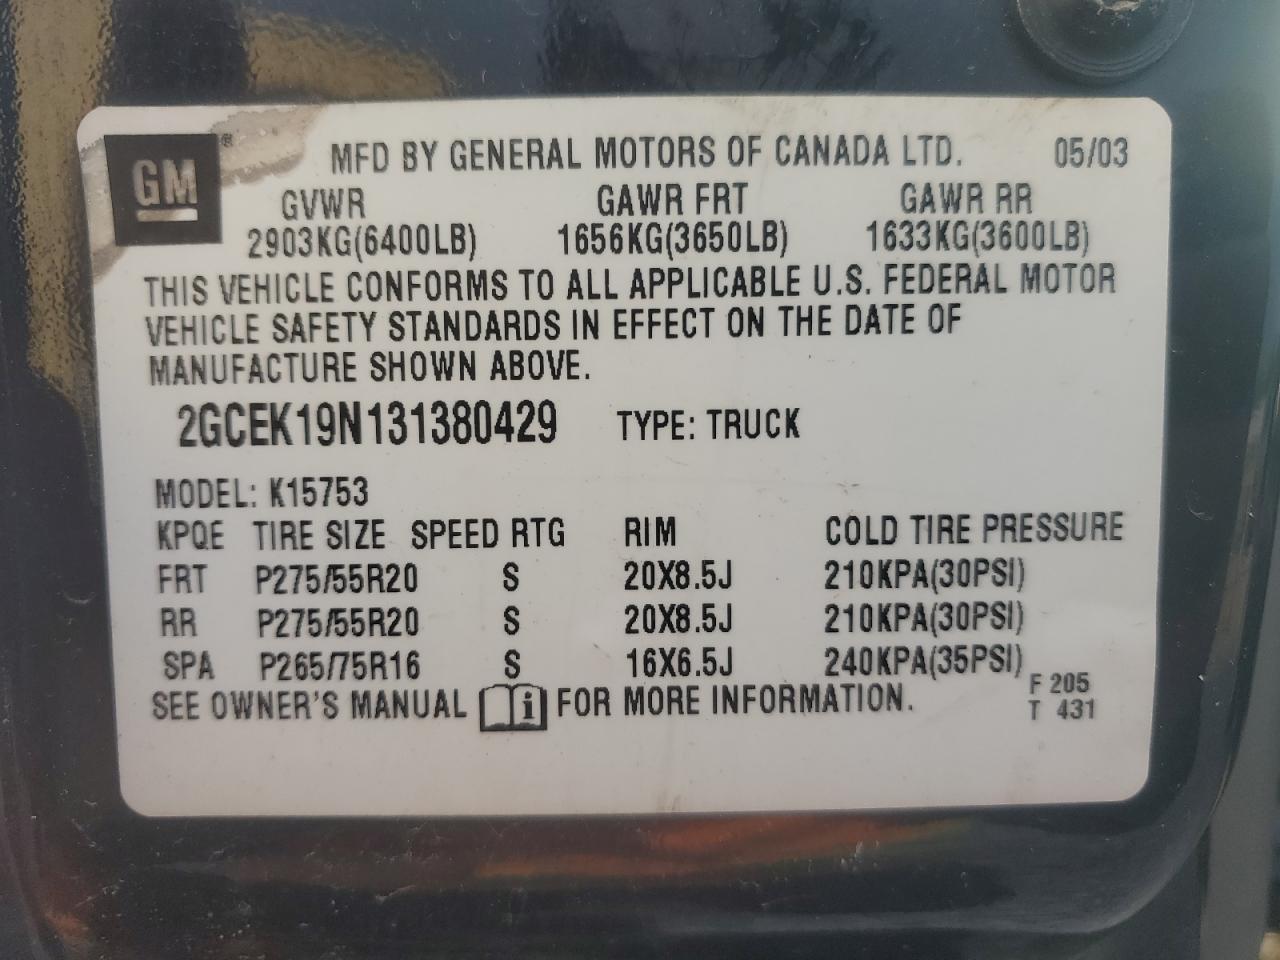 GM ® MFD BY GENERAL MOTORS OF CANADA LTD. 05/03
GVWR GAWR FRT GAWR RR
2903KG(6400LB) 1656KG(3650LB) 1633KG(3600LB)
THIS VEHICLE CONFORMS TO ALL APPLICABLE U.S. FEDERAL MOTOR
VEHICLE SAFETY STANDARDS IN EFFECT ON THE DATE OF
MANUFACTURE SHOWN ABOVE.
2GCEK19N131380429 TYPE: TRUCK
MODEL: K15753
KPQE TIRE SIZE SPEED RTG RIM COLD TIRE PRESSURE
FRT P275/55R20 S 20X8.5J 210KPA(30PSI)
RR P275/55R20 S 20X8.5J 210KPA(30PSI)
SPA P265/75R16 S 16X6.5J 240KPA(35PSI)
SEE OWNER'S MANUAL i FOR MORE INFORMATION. F 205
T 431